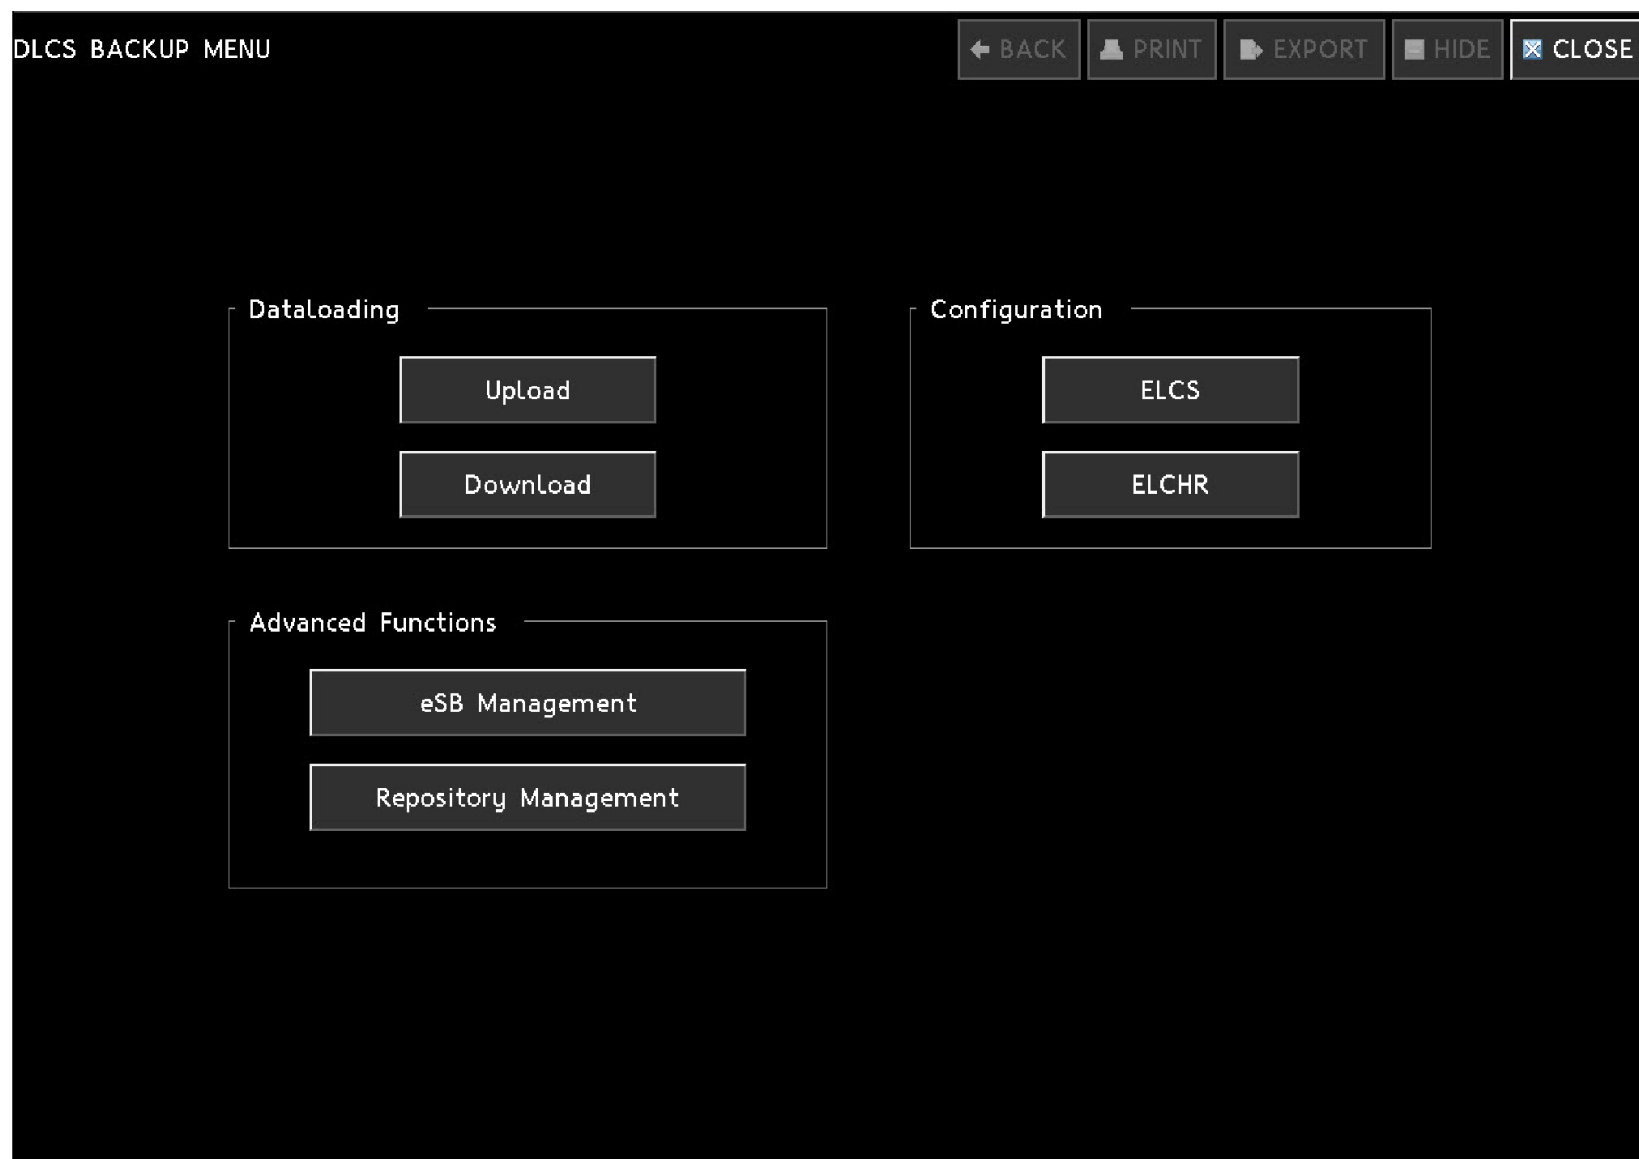 DLCS BACKUP MENU
BACK PRINT EXPORT HIDE CLOSE
Dataloading
Upload
Download
Configuration
ELCS
ELCHR
Advanced Functions
eSB Management
Repository Management